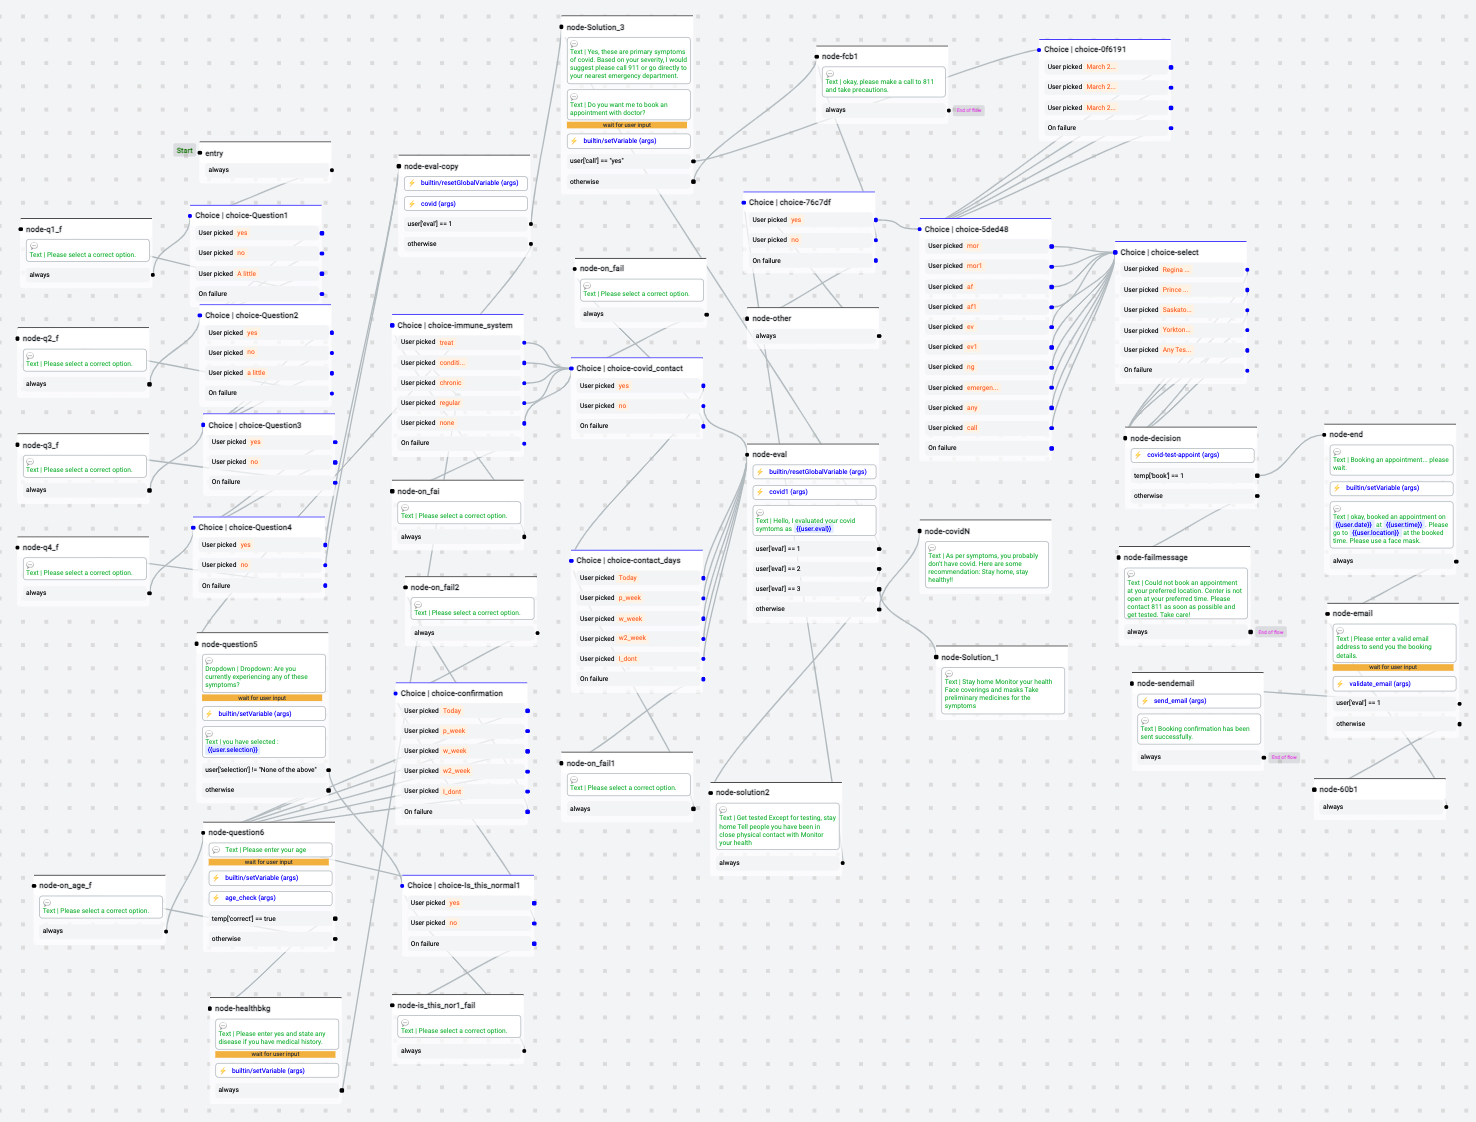 node-Solution_3
Text | Yes, these are primary symptoms
of covid. Based on your severity, I would
suggest please call 911 or go directly to
your nearest emergency department.
Text | Do you want me to book an
appointment with doctor?
wait for user input
builtin/setVariable (args)
user['call'] == "yes"
otherwise
node-fcb1
Text | okay, please make a call to 811
and take precautions.
always
End of flow
Choice | choice-0f6191
User picked March 2...
User picked March 2...
User picked March 2...
On failure
Start
entry
always
node-eval-copy
builtin/resetGlobalVariable (args)
covid (args)
user['eval'] == 1
otherwise
Choice | choice-Question1
User picked yes
User picked no
User picked A little
On failure
node-q1_f
Text | Please select a correct option.
always
Choice | choice-76c7df
User picked yes
User picked no
On failure
Choice | choice-5ded48
User picked mor
User picked mor1
User picked af
User picked af1
User picked ev
User picked ev1
User picked ng
User picked emergen...
User picked any
User picked call
On failure
Choice | choice-select
User picked Regina ...
User picked Prince ...
User picked Saskato...
User picked Yorkton...
User picked Any Tes...
On failure
node-on_fail
Text | Please select a correct option.
always
node-other
always
Choice | choice-Question2
User picked yes
User picked no
User picked a little
On failure
node-q2_f
Text | Please select a correct option.
always
Choice | choice-immune_system
User picked treat
User picked conditi...
User picked chronic
User picked regular
User picked none
On failure
Choice | choice-covid_contact
User picked yes
User picked no
On failure
Choice | choice-Question3
User picked yes
User picked no
On failure
node-q3_f
Text | Please select a correct option.
always
node-eval
builtin/resetGlobalVariable (args)
covid1 (args)
Text | Hello, I evaluated your covid
symtoms as {{user.eval}}
user['eval'] == 1
user['eval'] == 2
user['eval'] == 3
otherwise
node-decision
covid-test-appoint (args)
temp['book'] == 1
otherwise
node-end
Text | Booking an appointment... please
wait.
builtin/setVariable (args)
Text | okay, booked an appointment on
{{user.date}} at {{user.time}}. Please
go to {{user.location}} at the booked
time. Please use a face mask.
always
node-on_fai
Text | Please select a correct option.
always
Choice | choice-Question4
User picked yes
User picked no
On failure
node-q4_f
Text | Please select a correct option.
always
node-covidN
Text | As per symptoms, you probably
don't have covid. Here are some
recommendation: Stay home, stay
healthy!!
Choice | choice-contact_days
User picked Today
User picked p_week
User picked w_week
User picked w2_week
User picked I_dont
On failure
node-failmessage
Text | Could not book an appointment
at your preferred location. Center is not
open at your preferred time. Please
contact 811 as soon as possible and
get tested. Take care!
always
End of flow
node-on_fail2
Text | Please select a correct option.
always
node-email
Text | Please enter a valid email
address to send you the booking
details.
wait for user input
validate_email (args)
user['eval'] == 1
otherwise
node-question5
Dropdown | Dropdown: Are you
currently experiencing any of these
symptoms?
wait for user input
builtin/setVariable (args)
Text | you have selected :
{{user.selection}}
user['selection'] != "None of the above"
otherwise
node-Solution_1
Text | Stay home Monitor your health
Face coverings and masks Take
preliminary medicines for the
symptoms
node-sendemail
send_email (args)
Text | Booking confirmation has been
sent successfully.
always
End of flow
Choice | choice-confirmation
User picked Today
User picked p_week
User picked w_week
User picked w2_week
User picked I_dont
On failure
node-on_fail1
Text | Please select a correct option.
always
node-solution2
Text | Get tested Except for testing, stay
home Tell people you have been in
close physical contact with Monitor
your health
always
node-60b1
always
node-question6
Text | Please enter your age
wait for user input
builtin/setVariable (args)
age_check (args)
temp['correct'] == true
otherwise
node-on_age_f
Text | Please select a correct option.
always
Choice | choice-Is_this_normal1
User picked yes
User picked no
On failure
node-healthbkg
Text | Please enter yes and state any
disease if you have medical history.
wait for user input
builtin/setVariable (args)
always
node-is_this_nor1_fail
Text | Please select a correct option.
always